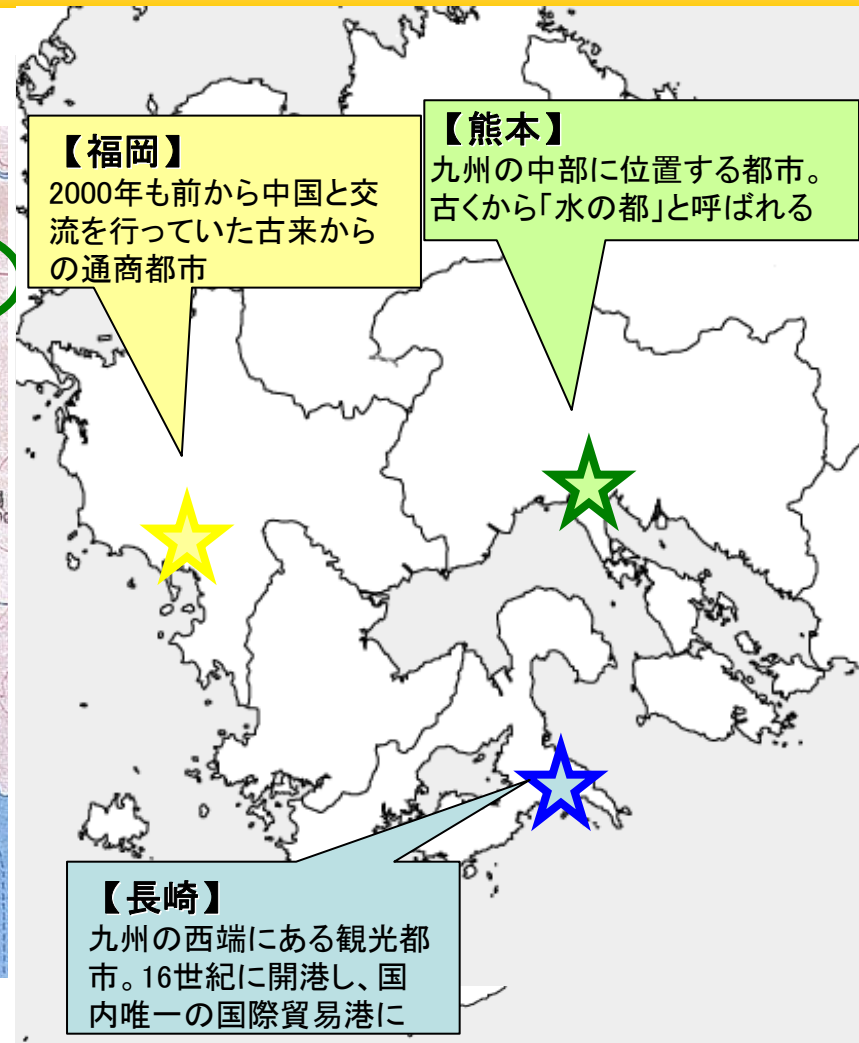 【福岡】
2000年も前から中国と交
流を行っていた古来から
の通商都市
【熊本】
九州の中部に位置する都市。
古くから「水の都」と呼ばれる
【長崎】
九州の西端にある観光都
市。16世紀に開港し、国
内唯一の国際貿易港に